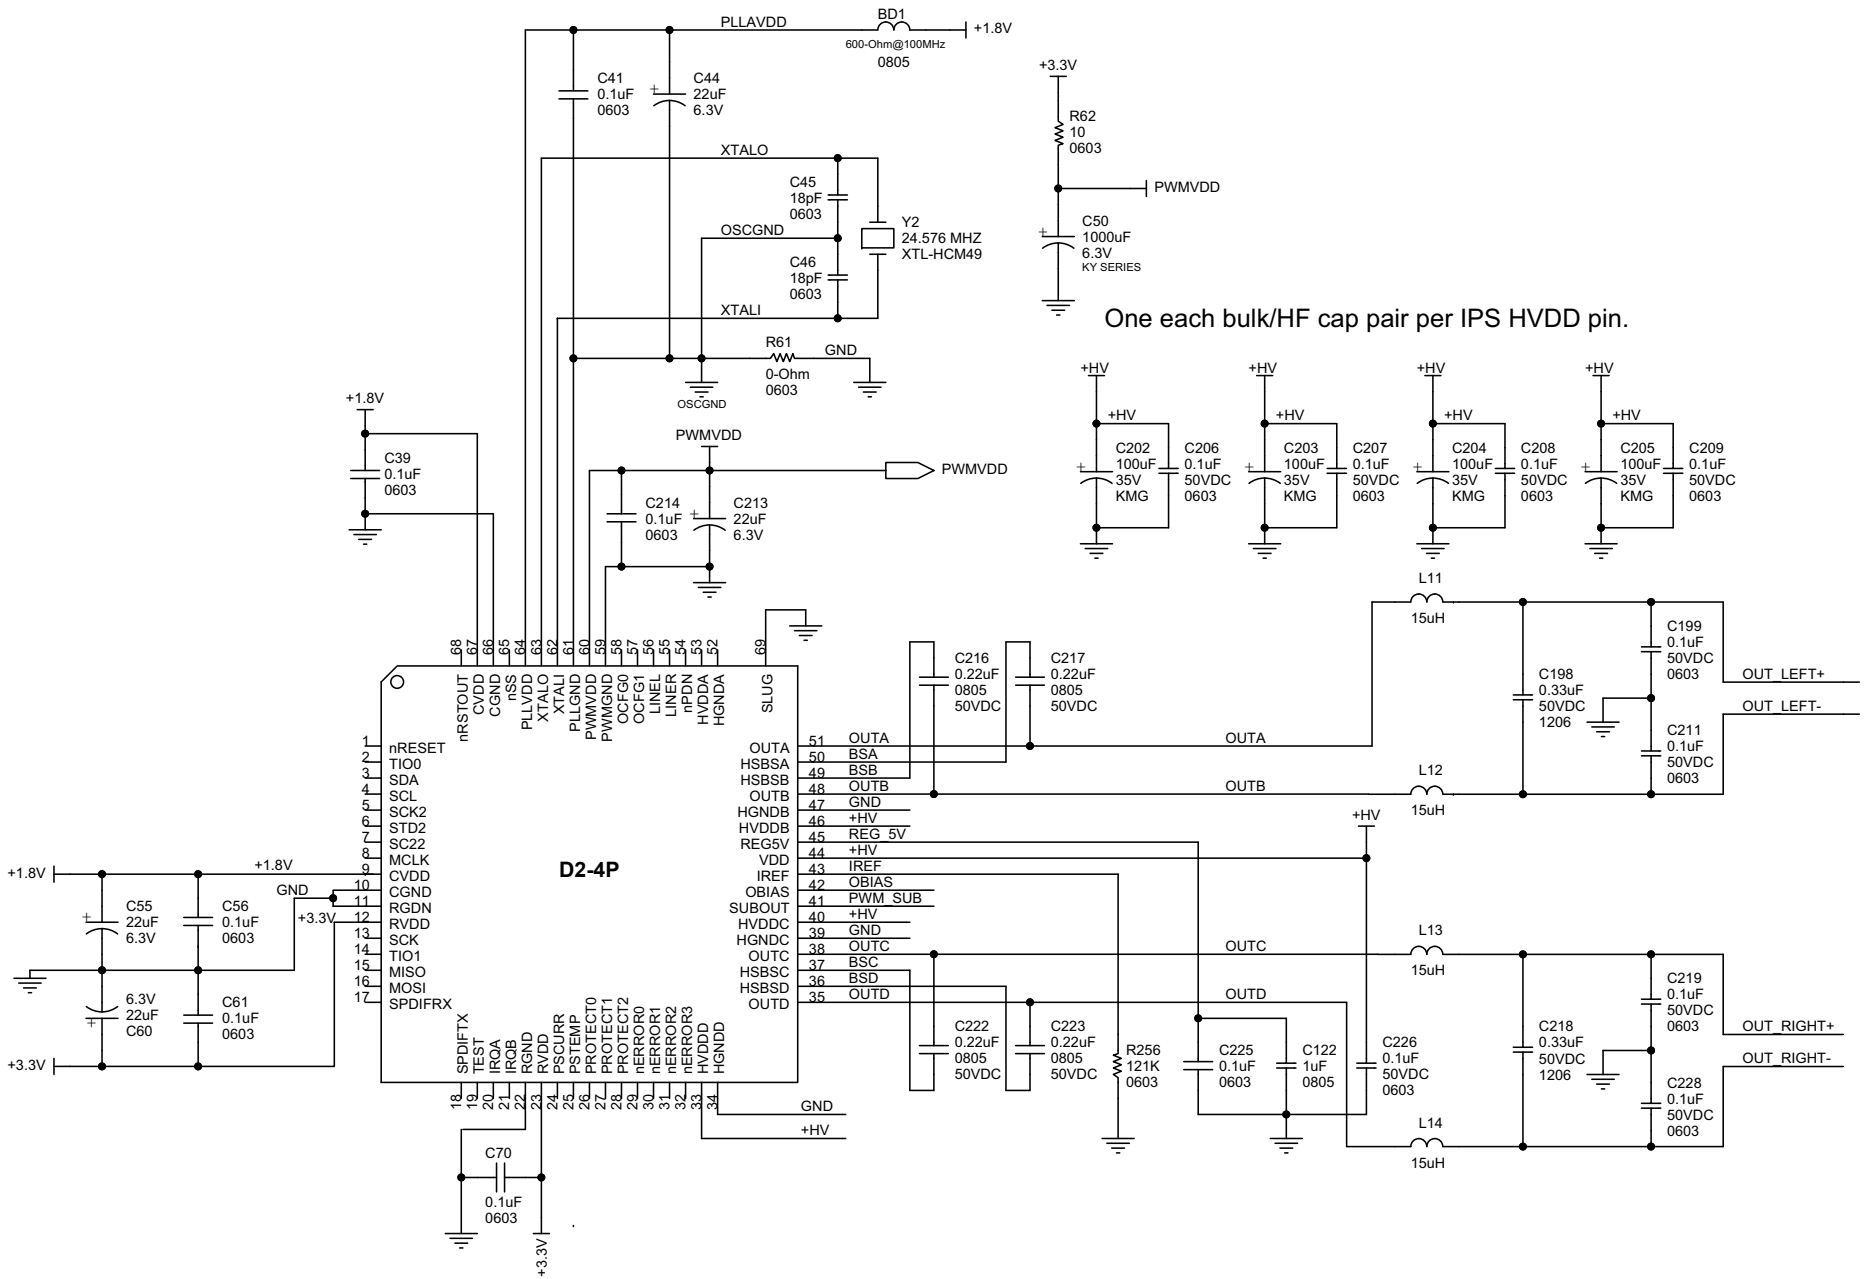 PLLAVDD
BD1
600-Ohm@100MHz
0805
+1.8V
C41
0.1uF
0603
C44
22uF
6.3V
+
XTALO
C45
18pF
0603
OSCGND
C46
18pF
0603
XTALI
Y2
24.576 MHZ
XTL-HCM49
R61
0-Ohm
0603
GND
OSCGND
+3.3V
R62
10
0603
PWMVDD
C50
1000uF
6.3V
KY SERIES
+
One each bulk/HF cap pair per IPS HVDD pin.
+HV
+HV
C202
100uF
35V
KMG
+
C206
0.1uF
50VDC
0603
+HV
+HV
C203
100uF
35V
KMG
+
C207
0.1uF
50VDC
0603
+HV
+HV
C204
100uF
35V
KMG
+
C208
0.1uF
50VDC
0603
+HV
+HV
C205
100uF
35V
KMG
+
C209
0.1uF
50VDC
0603
+1.8V
C39
0.1uF
0603
PWMVDD
PWMVDD
C214
0.1uF
0603
C213
22uF
6.3V
+
68 67 66 65 64 63 62 61 60 59 58 57 56 55 54 53 52 69
nRSTOUT
CVDD
CGND
nSS
PLLVDD
XTALO
XTALI
PLLGND
PWMVDD
PWMGND
OCFG0
OCFG1
LINEL
LINER
nPDN
HVDDA
HGNDA
SLUG
1 nRESET
2 TIO0
3 SDA
4 SCL
5 SCK2
6 STD2
7 SC22
8 MCLK
9 CVDD
10 CGND
11 RGDN
12 RVDD
13 SCK
14 TIO1
15 MISO
16 MOSI
17 SPDIFRX
D2-4P
OUTA 51 OUTA
HSBSA 50 BSA
HSBSB 49 BSB
OUTB 48 OUTB
HGNDB 47 GND
HVDDB 46 +HV
REG5V 45 REG_5V
VDD 44 +HV
IREF 43 IREF
OBIAS 42 OBIAS
SUBOUT 41 PWM_SUB
HVDDC 40 +HV
HGNDC 39 GND
OUTC 38 OUTC
HSBSC 37 BSC
HSBSD 36 BSD
OUTD 35 OUTD
SPDIFTX
TEST
IRQA
IRQB
RGND
RVDD
PSCURR
PSTEMP
PROTECT0
PROTECT1
PROTECT2
nERROR0
nERROR1
nERROR2
nERROR3
HVDDD
HGNDD
18 19 20 21 22 23 24 25 26 27 28 29 30 31 32 33 34
GND
+HV
+1.8V
+1.8V
GND
+3.3V
C55
22uF
6.3V
+
C56
0.1uF
0603
6.3V
22uF
C60
+
C61
0.1uF
0603
+3.3V
C70
0.1uF
0603
+3.3V
C216
0.22uF
0805
50VDC
C217
0.22uF
0805
50VDC
OUTA
OUTB
L11
15uH
L12
15uH
C198
0.33uF
50VDC
1206
C199
0.1uF
50VDC
0603
C211
0.1uF
50VDC
0603
OUT_LEFT+
OUT_LEFT-
+HV
OUTC
OUTD
L13
15uH
L14
15uH
C222
0.22uF
0805
50VDC
C223
0.22uF
0805
50VDC
R256
121K
0603
C225
0.1uF
0603
C122
1uF
0805
C226
0.1uF
50VDC
0603
C218
0.33uF
50VDC
1206
C219
0.1uF
50VDC
0603
C228
0.1uF
50VDC
0603
OUT_RIGHT+
OUT_RIGHT-